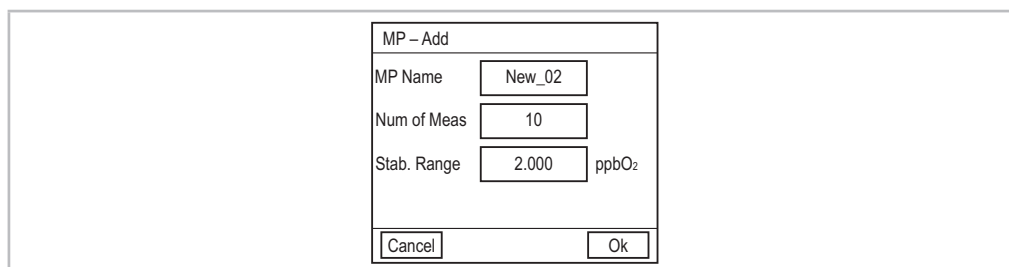 MP – Add
MP Name New_02
Num of Meas 10
Stab. Range 2.000 ppbO₂
Cancel Ok